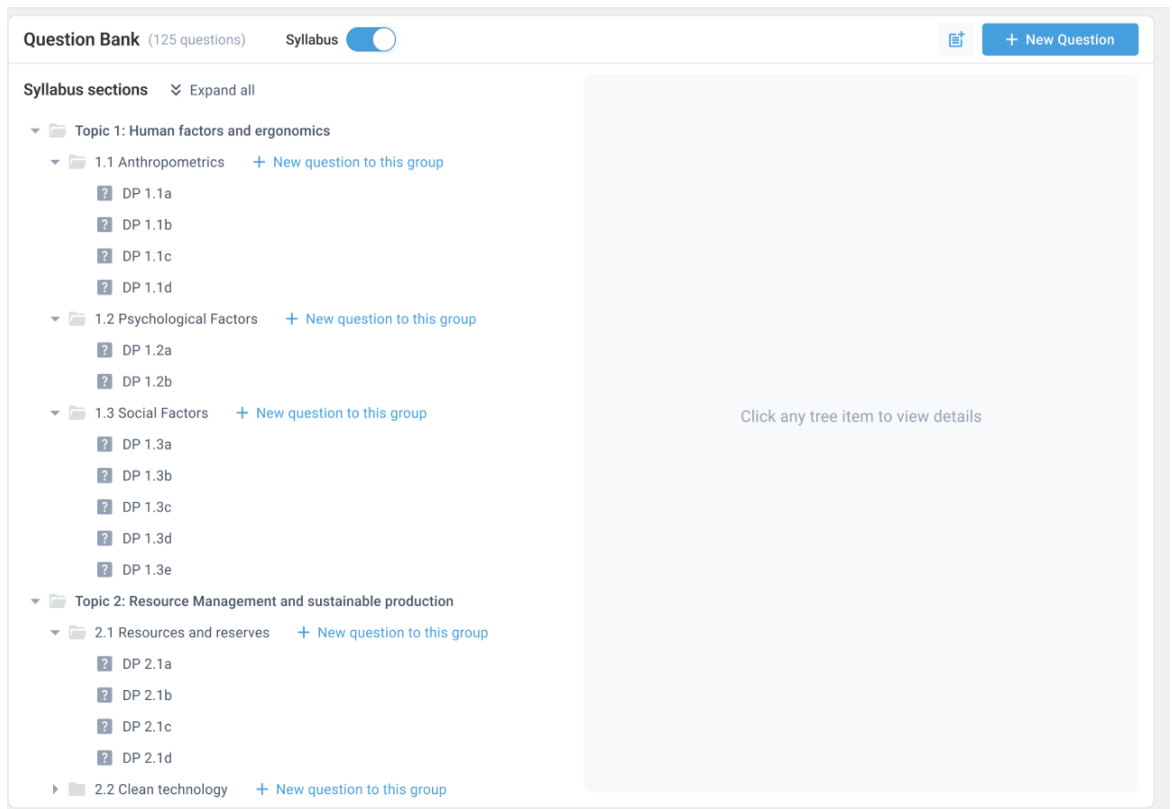 Question Bank (125 questions) Syllabus + New Question
Syllabus sections Expand all
Topic 1: Human factors and ergonomics
1.1 Anthropometrics + New question to this group
? DP 1.1a
? DP 1.1b
? DP 1.1c
? DP 1.1d
1.2 Psychological Factors + New question to this group
? DP 1.2a
? DP 1.2b
1.3 Social Factors + New question to this group
? DP 1.3a
? DP 1.3b
? DP 1.3c
? DP 1.3d
? DP 1.3e
Topic 2: Resource Management and sustainable production
2.1 Resources and reserves + New question to this group
? DP 2.1a
? DP 2.1b
? DP 2.1c
? DP 2.1d
2.2 Clean technology + New question to this group
Click any tree item to view details